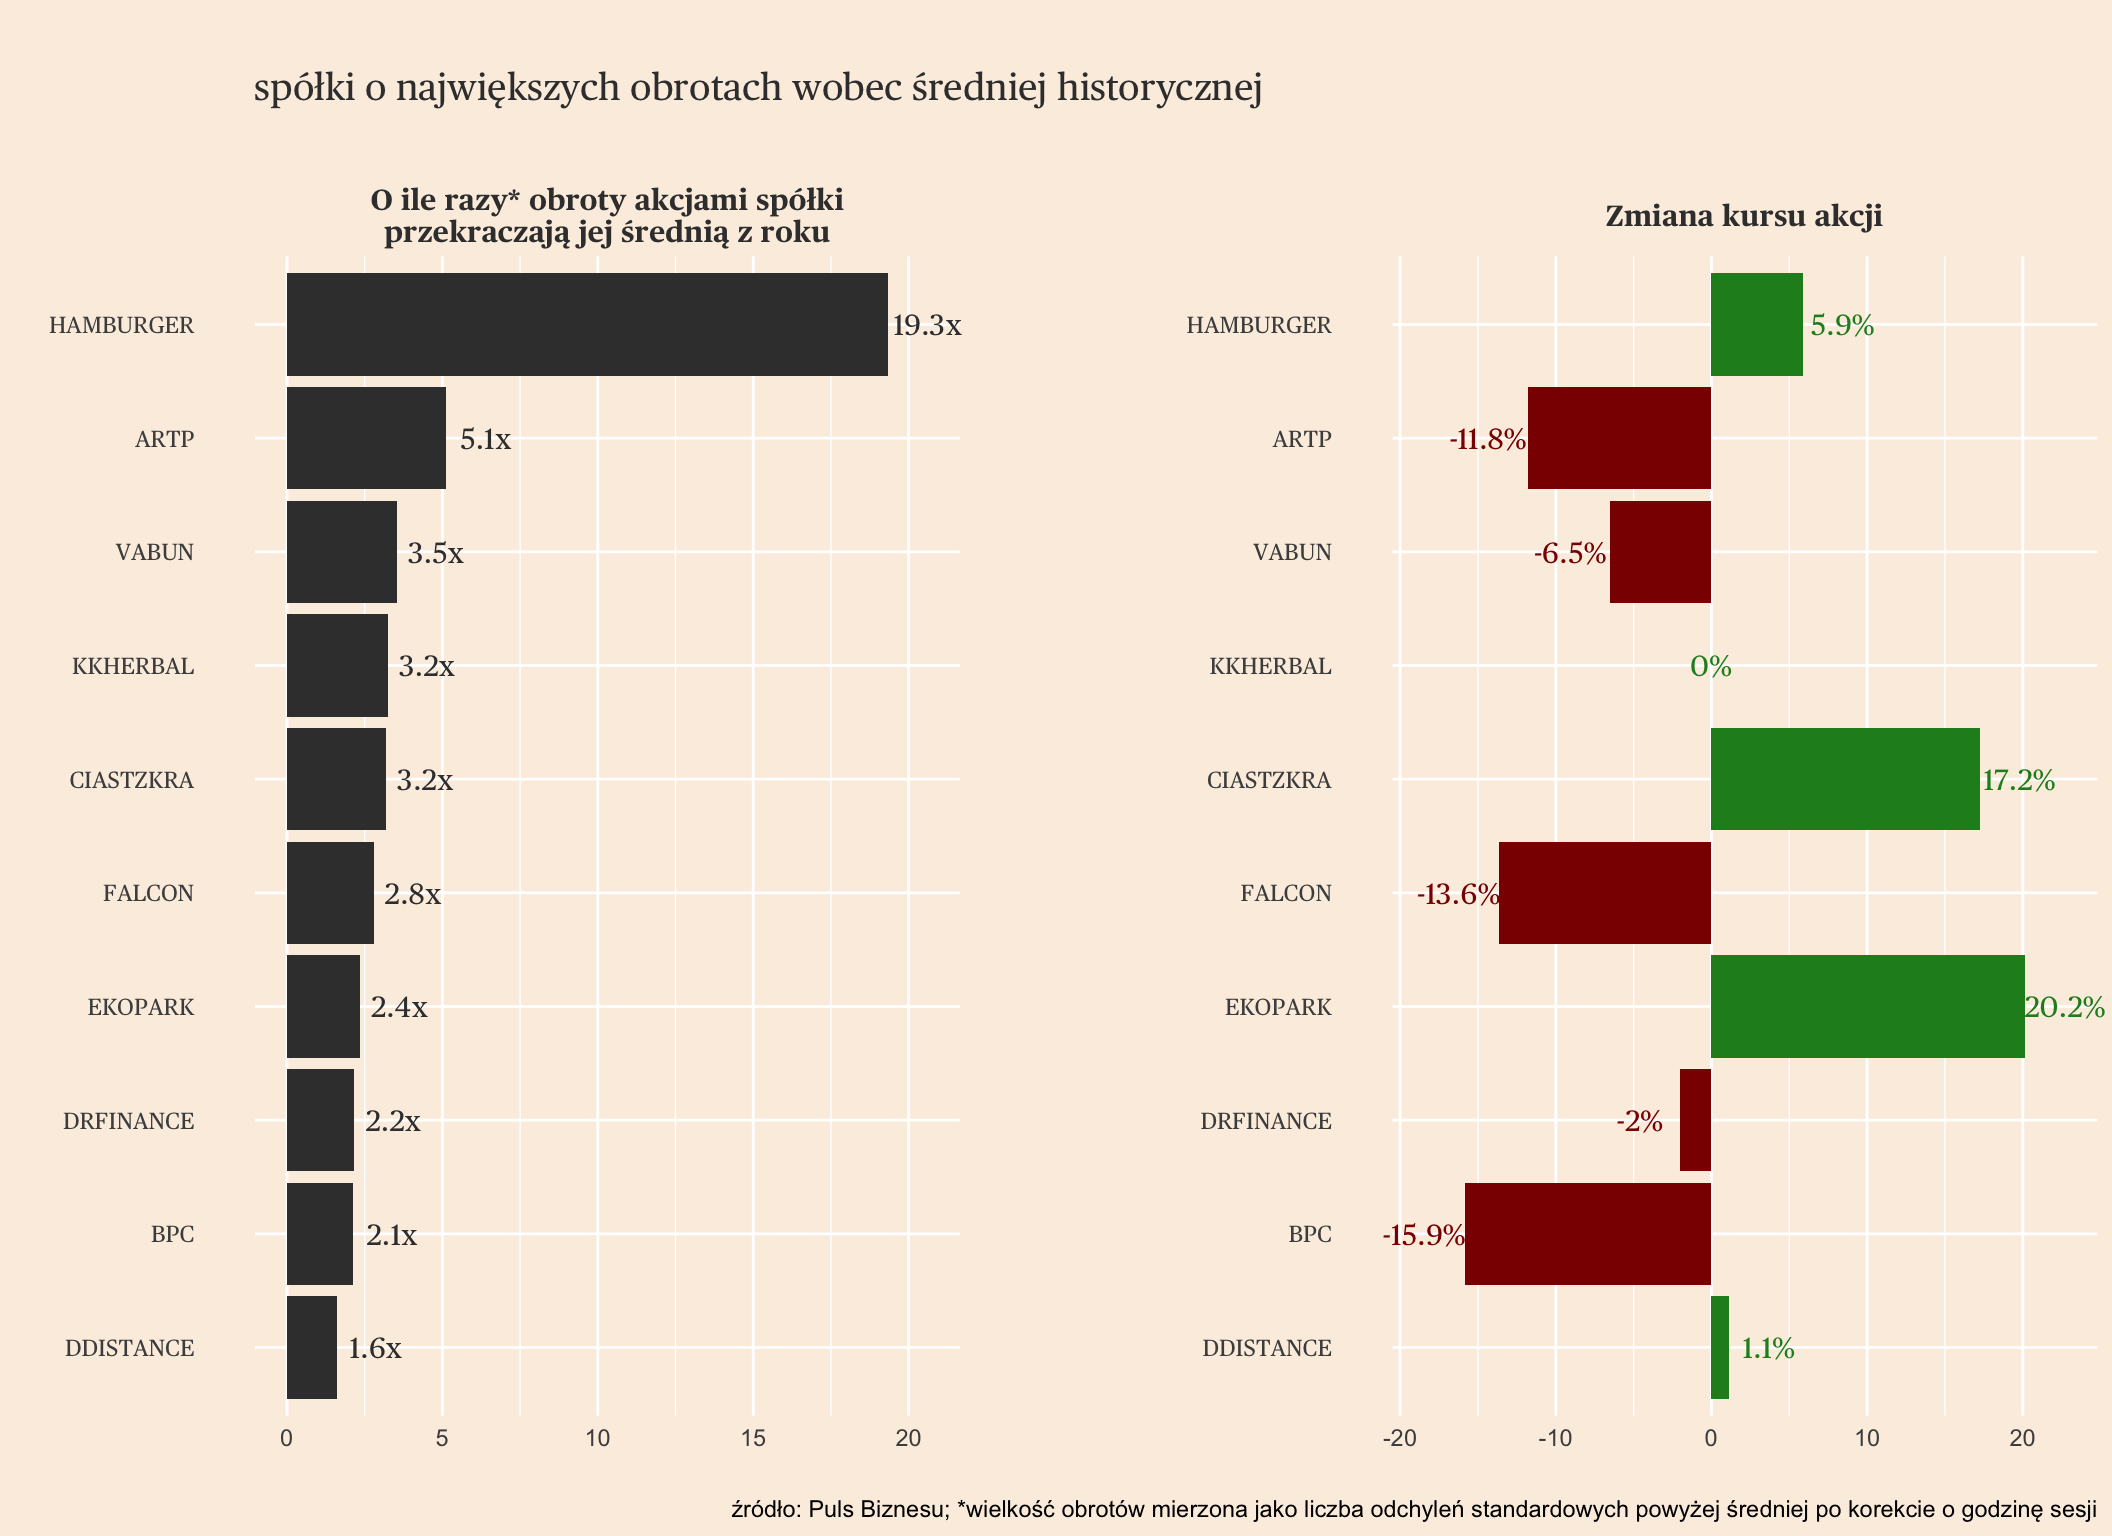 spółki o największych obrotach wobec średniej historycznej
O ile razy* obroty akcjami spółki
przekraczają jej średnią z roku
HAMBURGER
19.3x
ARTP
5.1x
VABUN
3.5x
KKHERBAL
3.2x
CIASTZKRA
3.2x
FALCON
2.8x
EKOPARK
2.4x
DRFINANCE
2.2x
BPC
2.1x
DDISTANCE
1.6x
0 5 10 15 20
Zmiana kursu akcji
HAMBURGER
5.9%
ARTP
-11.8%
VABUN
-6.5%
KKHERBAL
0%
CIASTZKRA
17.2%
FALCON
-13.6%
EKOPARK
20.2%
DRFINANCE
-2%
BPC
-15.9%
DDISTANCE
1.1%
-20 -10 0 10 20
źródło: Puls Biznesu; *wielkość obrotów mierzona jako liczba odchyleń standardowych powyżej średniej po korekcie o godzinę sesji